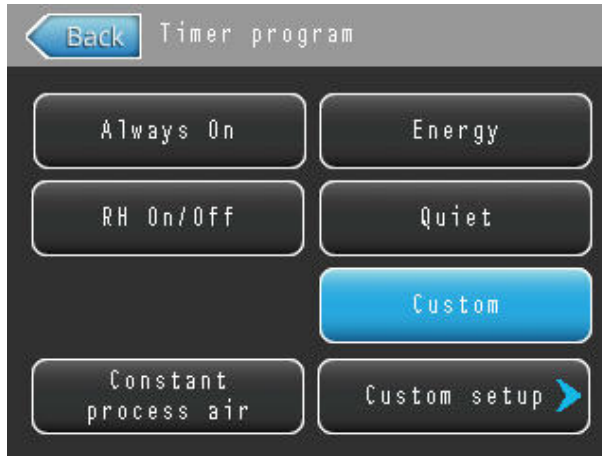 Back Timer program
Always On Energy
RH On/Off Quiet
Custom
Constant
process air
Custom setup